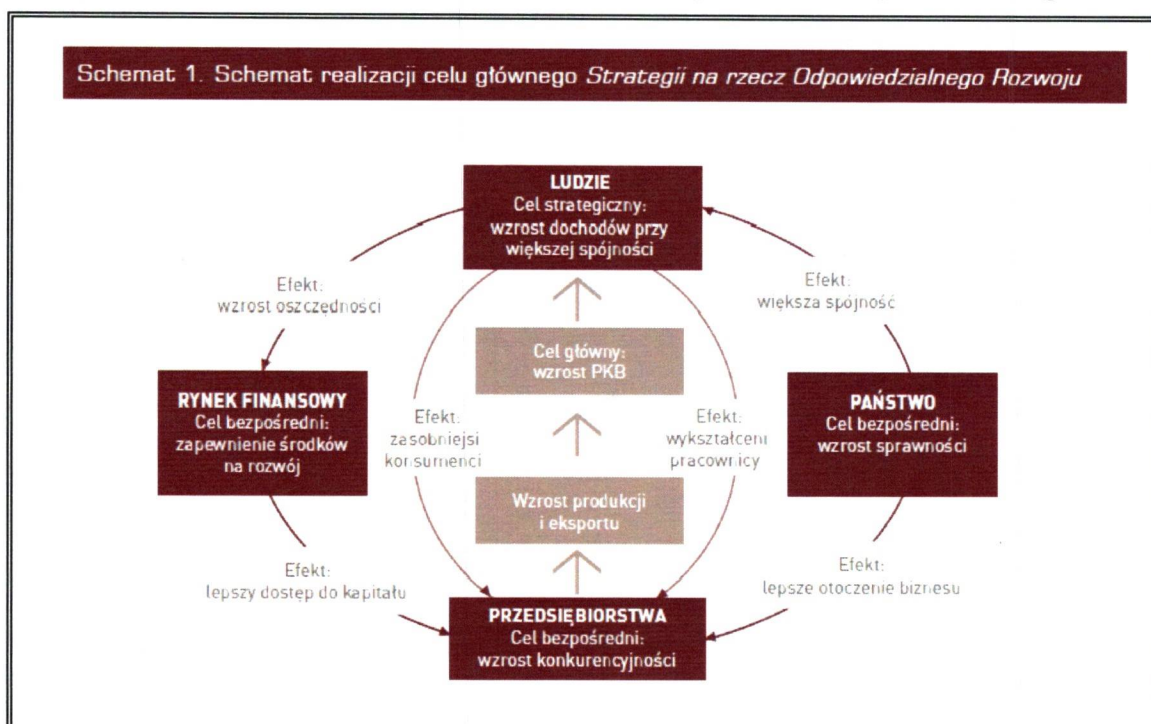 Schemat 1. Schemat realizacji celu głównego Strategii na rzecz Odpowiedzialnego Rozwoju
LUDZIE
Cel strategiczny:
wzrost dochodów przy
większej spójności
Efekt:
wzrost oszczędności
Efekt:
większa spójność
Cel główny:
wzrost PKB
RYNEK FINANSOWY
Cel bezpośredni:
zapewnienie środków
na rozwój
Efekt:
zasobniejsi
konsumenci
Efekt:
wykształceni
pracownicy
PAŃSTWO
Cel bezpośredni:
wzrost sprawności
Wzrost produkcji
i eksportu
Efekt:
lepszy dostęp do kapitału
Efekt:
lepsze otoczenie biznesu
PRZEDSIĘBIORSTWA
Cel bezpośredni:
wzrost konkurencyjności